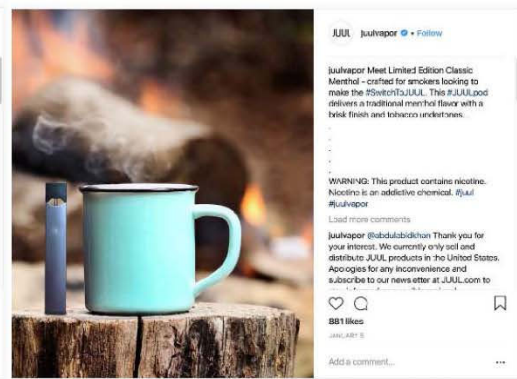 JUUL juulvapor • Follow
juulvapor Meet Limited Edition Classic
Menthol – crafted for smokers looking to
make the #SwitchToJUUL. This #JUULpod
delivers a traditional menthol flavor with a
brisk finish and tobacco undertones.
.
.
.
.
.
WARNING: This product contains nicotine.
Nicotine is an addictive chemical. #juul
#juulvapor
Load more comments
juulvapor @abdulabidkhan Thank you for
your interest. We currently only sell and
distribute JUUL products in the United States.
Apologies for any inconvenience and
subscribe to our newsletter at JUUL.com to
881 likes
JANUARY 5
Add a comment...